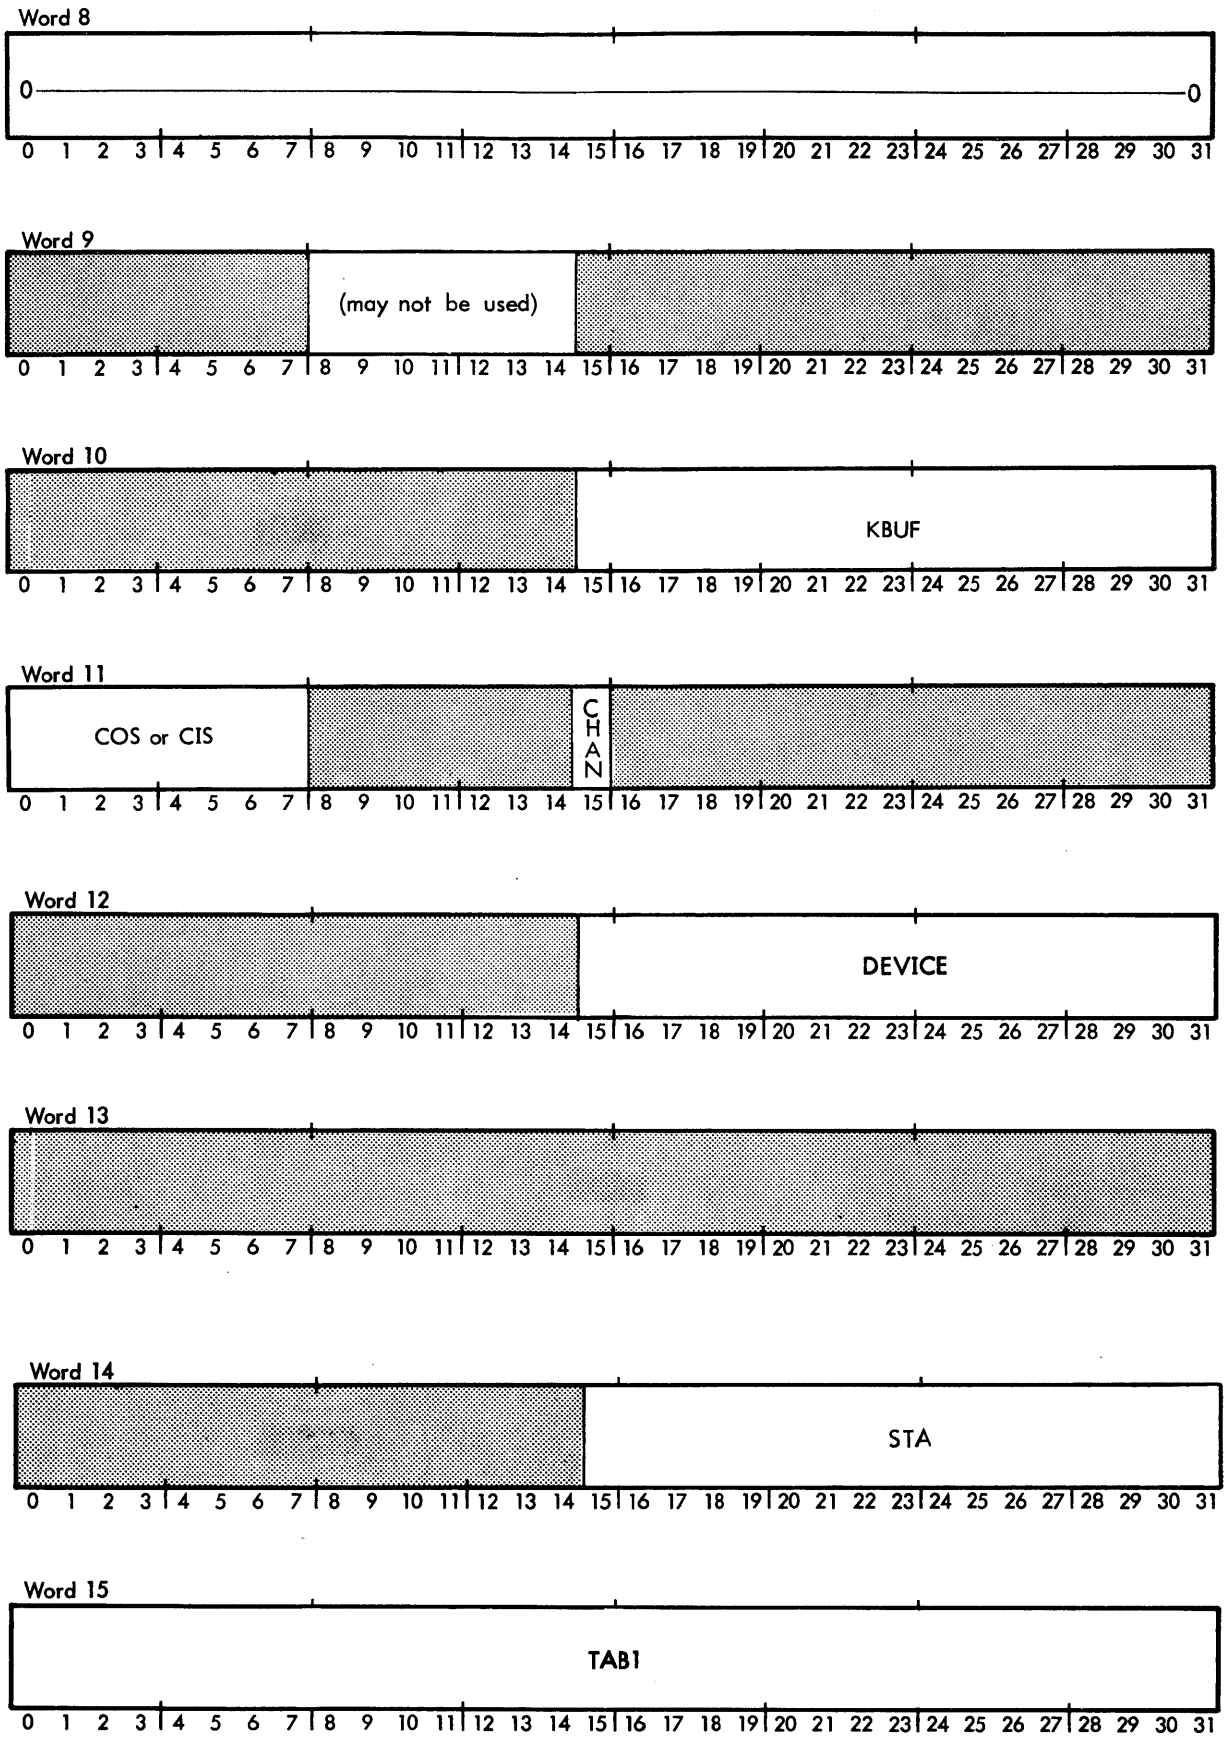 Word 8
0 0
0 1 2 3 4 5 6 7 8 9 10 11 12 13 14 15 16 17 18 19 20 21 22 23 24 25 26 27 28 29 30 31
Word 9
(may not be used)
0 1 2 3 4 5 6 7 8 9 10 11 12 13 14 15 16 17 18 19 20 21 22 23 24 25 26 27 28 29 30 31
Word 10
KBUF
0 1 2 3 4 5 6 7 8 9 10 11 12 13 14 15 16 17 18 19 20 21 22 23 24 25 26 27 28 29 30 31
Word 11
COS or CIS
CHAN
0 1 2 3 4 5 6 7 8 9 10 11 12 13 14 15 16 17 18 19 20 21 22 23 24 25 26 27 28 29 30 31
Word 12
DEVICE
0 1 2 3 4 5 6 7 8 9 10 11 12 13 14 15 16 17 18 19 20 21 22 23 24 25 26 27 28 29 30 31
Word 13
0 1 2 3 4 5 6 7 8 9 10 11 12 13 14 15 16 17 18 19 20 21 22 23 24 25 26 27 28 29 30 31
Word 14
STA
0 1 2 3 4 5 6 7 8 9 10 11 12 13 14 15 16 17 18 19 20 21 22 23 24 25 26 27 28 29 30 31
Word 15
TAB1
0 1 2 3 4 5 6 7 8 9 10 11 12 13 14 15 16 17 18 19 20 21 22 23 24 25 26 27 28 29 30 31